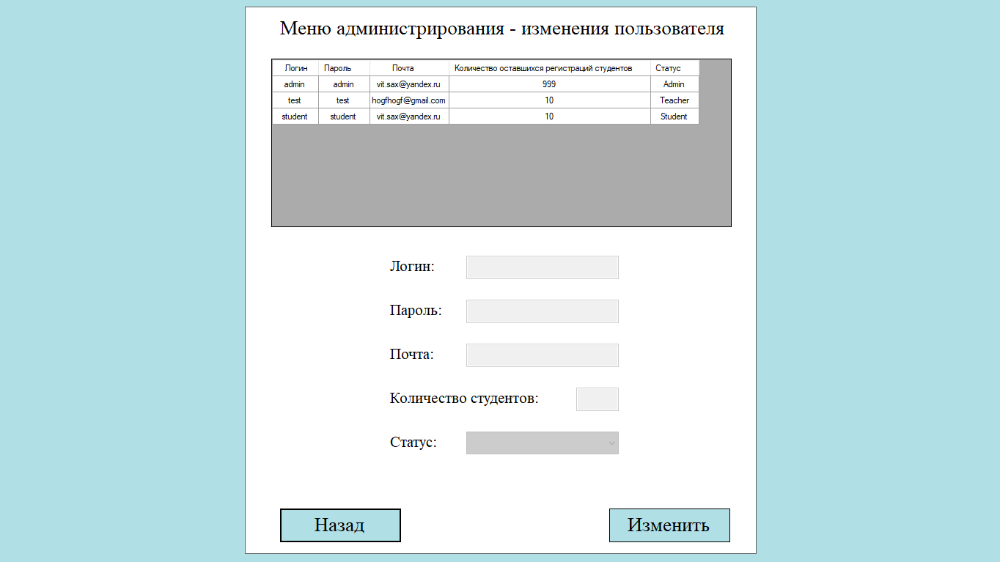 Меню администрирования - изменения пользователя
Логин Пароль Почта Количество оставшихся регистраций студентов Статус
admin admin vit.sax@yandex.ru 999 Admin
test test hogfhogf@gmail.com 10 Teacher
student student vit.sax@yandex.ru 10 Student
Логин:
Пароль:
Почта:
Количество студентов:
Статус:
Назад Изменить